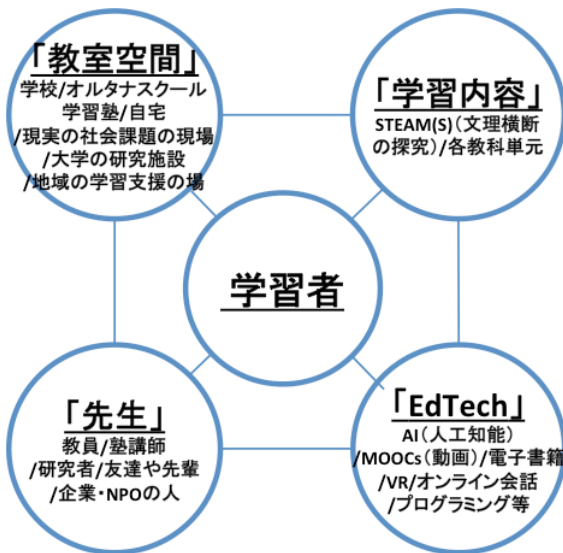 「教室空間」
学校/オルタナスクール
学習塾/自宅
/現実の社会課題の現場
/大学の研究施設
/地域の学習支援の場
「学習内容」
STEAM(S)（文理横断
の探究）/各教科単元
学習者
「先生」
教員/塾講師
/研究者/友達や先輩
/企業・NPOの人
「EdTech」
AI（人工知能）
/MOOCs（動画）/電子書籍
/VR/オンライン会話
/プログラミング等